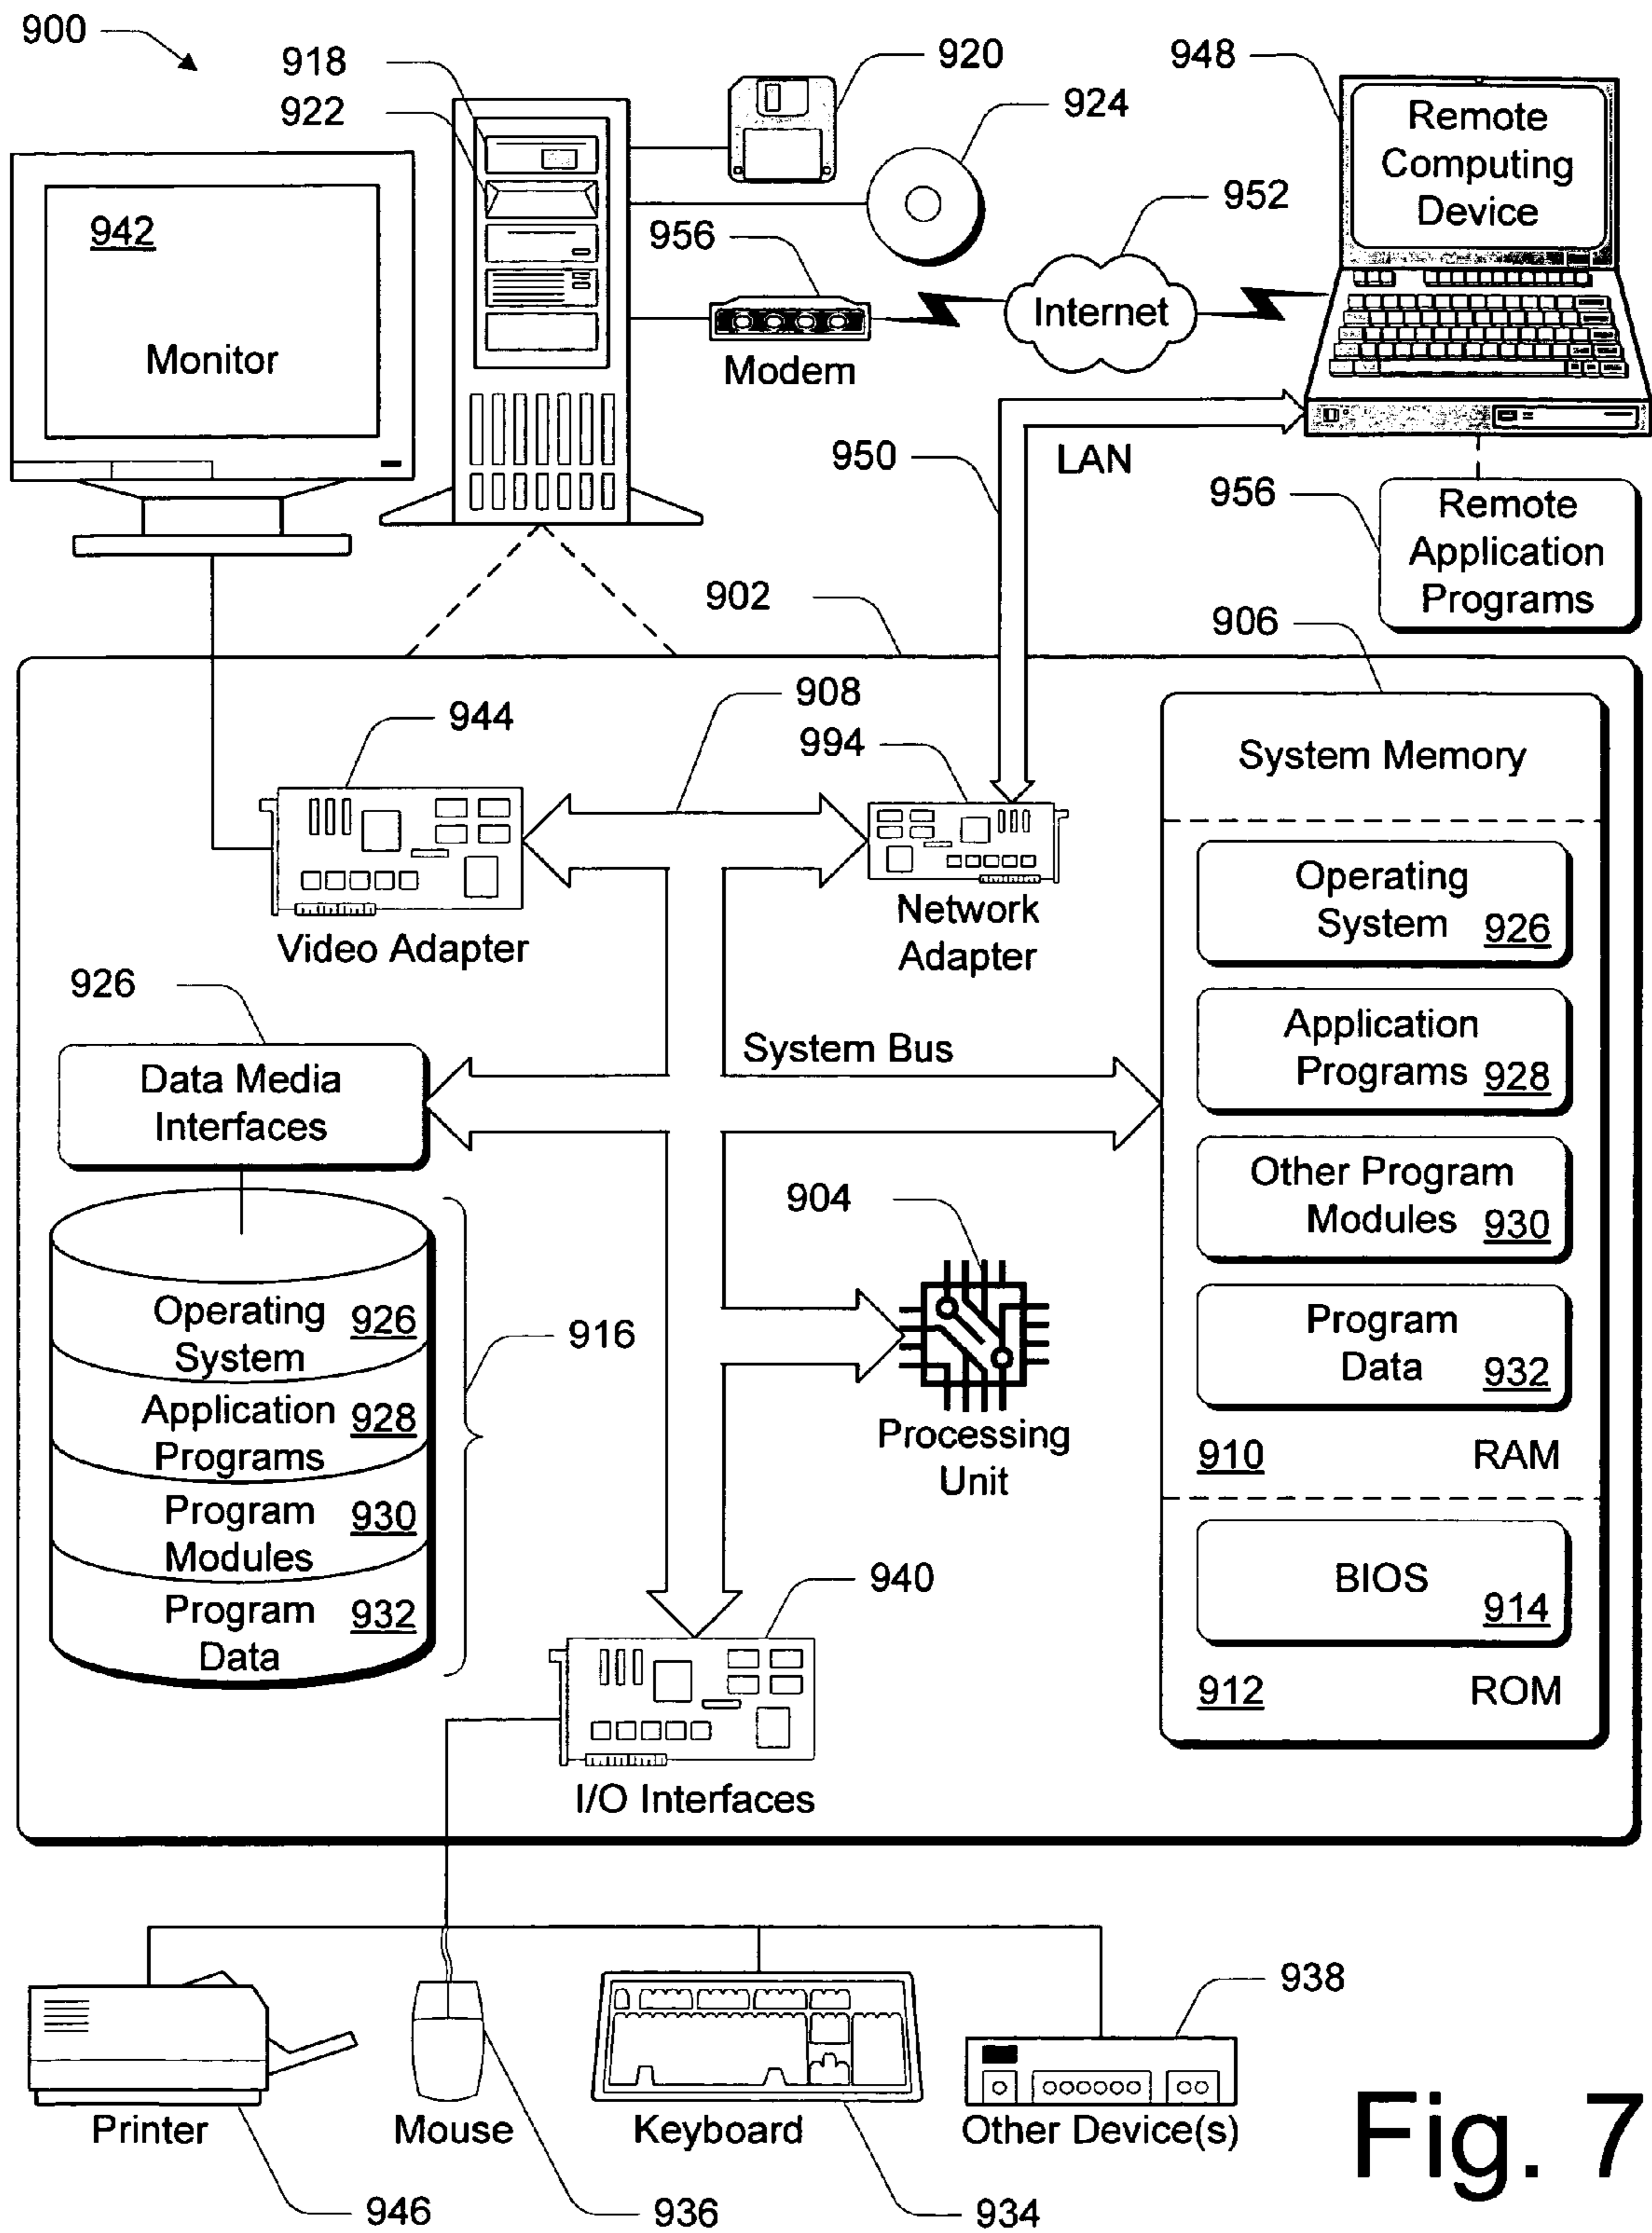 900
918
922
920
924
948
Remote
Computing
Device
942
Monitor
956
Modem
952
Internet
950
LAN
956
Remote
Application
Programs
902
906
908
944
994
Video Adapter
Network
Adapter
System Memory
Operating
System 926
Application
Programs 928
Other Program
Modules 930
Program
Data 932
910 RAM
BIOS
914
912 ROM
926
Data Media
Interfaces
System Bus
904
Processing
Unit
Operating
System 926
Application
Programs 928
Program
Modules 930
Program
Data 932
916
940
I/O Interfaces
938
Printer
Mouse
Keyboard
Other Device(s)
946
936
934
Fig. 7